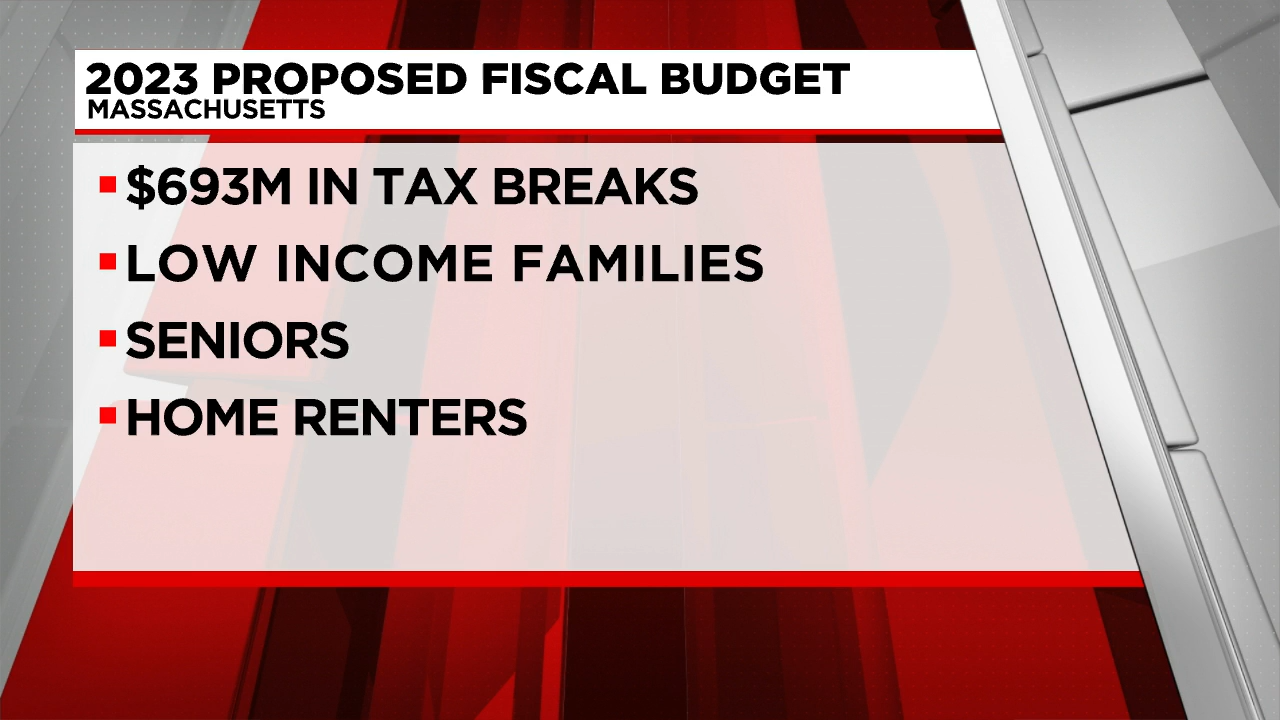 2023 PROPOSED FISCAL BUDGET
MASSACHUSETTS
$693M IN TAX BREAKS
LOW INCOME FAMILIES
SENIORS
HOME RENTERS